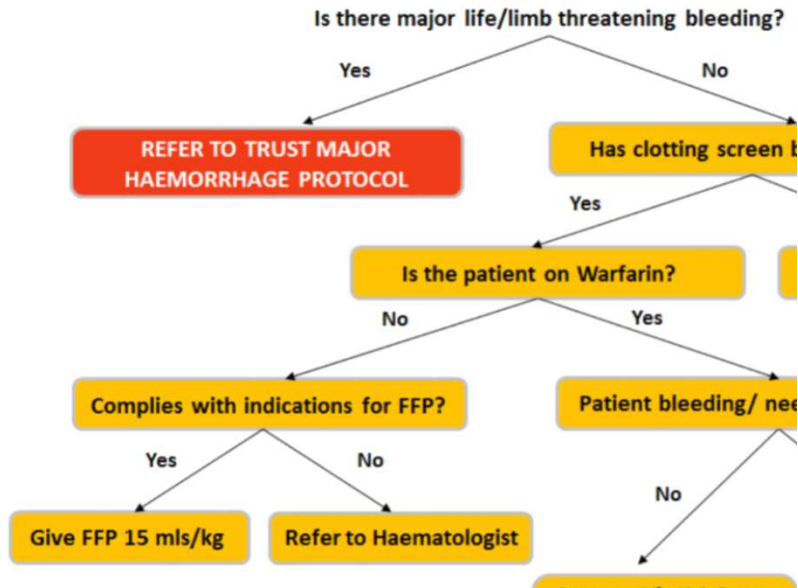 Is there major life/limb threatening bleeding?
Yes
No
REFER TO TRUST MAJOR
HAEMORRHAGE PROTOCOL
Has clotting screen
Yes
Is the patient on Warfarin?
No
Yes
Complies with indications for FFP?
Patient bleeding/
Yes
No
No
Give FFP 15 mls/kg
Refer to Haematologist